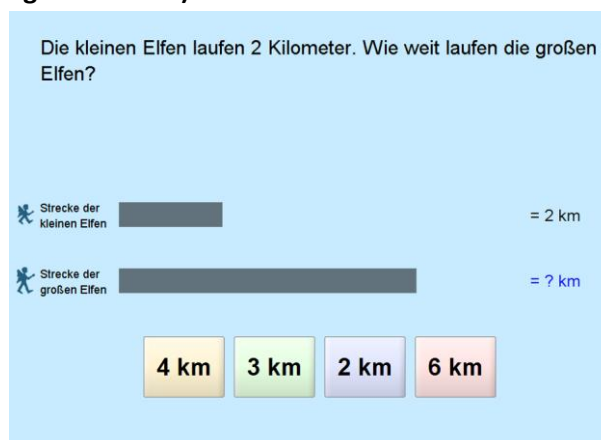 Die kleinen Elfen laufen 2 Kilometer. Wie weit laufen die großen
Elfen?
Strecke der
kleinen Elfen
= 2 km
Strecke der
großen Elfen
= ? km
4 km
3 km
2 km
6 km